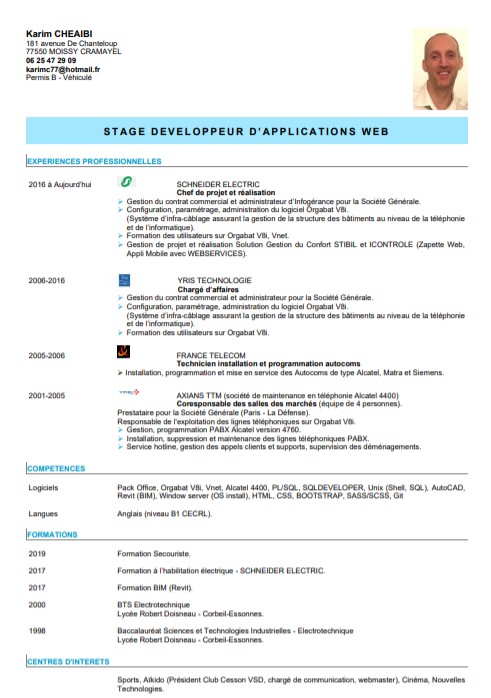 Karim CHEAIBI
181 avenue De Chanteloup
77550 MOISSY CRAMAYEL
06 25 47 29 09
karimc77@hotmail.fr
Permis B - Véhiculé
STAGE DEVELOPPEUR D'APPLICATIONS WEB
EXPERIENCES PROFESSIONNELLES
2016 à Aujourd'hui SCHNEIDER ELECTRIC
Chef de projet et réalisation
➢ Gestion du contrat commercial et administrateur d'Infogérance pour la Société Générale.
➢ Configuration, paramétrage, administration du logiciel Orgabat V8i.
(Système d'infra-câblage assurant la gestion de la structure des bâtiments au niveau de la téléphonie
et de l'informatique).
➢ Formation des utilisateurs sur Orgabat V8i, Vnet.
➢ Gestion de projet et réalisation Solution Gestion du Confort STIBIL et ICONTROLE (Zapette Web,
Appli Mobile avec WEBSERVICES).
2006-2016 YRIS TECHNOLOGIE
Chargé d'affaires
➢ Gestion du contrat commercial et administrateur pour la Société Générale.
➢ Configuration, paramétrage, administration du logiciel Orgabat V8i.
(Système d'infra-câblage assurant la gestion de la structure des bâtiments au niveau de la téléphonie
et de l'informatique).
➢ Formation des utilisateurs sur Orgabat V8i.
2005-2006 FRANCE TELECOM
Technicien installation et programmation autocoms
➢ Installation, programmation et mise en service des Autocoms de type Alcatel, Matra et Siemens.
2001-2005 AXIANS TTM (société de maintenance en téléphonie Alcatel 4400)
Coresponsable des salles des marchés (équipe de 4 personnes).
Prestataire pour la Société Générale (Paris - La Défense).
Responsable de l'exploitation des lignes téléphoniques sur Orgabat V8i.
➢ Gestion, programmation PABX Alcatel version 4760.
➢ Installation, suppression et maintenance des lignes téléphoniques PABX.
➢ Service hotline, gestion des appels clients et supports, supervision des déménagements.
COMPETENCES
Logiciels Pack Office, Orgabat V8i, Vnet, Alcatel 4400, PL/SQL, SQLDEVELOPER, Unix (Shell, SQL), AutoCAD,
Revit (BIM), Window server (OS install), HTML, CSS, BOOTSTRAP, SASS/SCSS, Git
Langues Anglais (niveau B1 CECRL).
FORMATIONS
2019 Formation Secouriste.
2017 Formation à l'habilitation électrique - SCHNEIDER ELECTRIC.
2017 Formation BIM (Revit).
2000 BTS Electrotechnique
Lycée Robert Doisneau - Corbeil-Essonnes.
1998 Baccalauréat Sciences et Technologies Industrielles - Electrotechnique
Lycée Robert Doisneau - Corbeil-Essonnes.
CENTRES D'INTERETS
Sports, Aïkido (Président Club Cesson VSD, chargé de communication, webmaster), Cinéma, Nouvelles
Technologies.